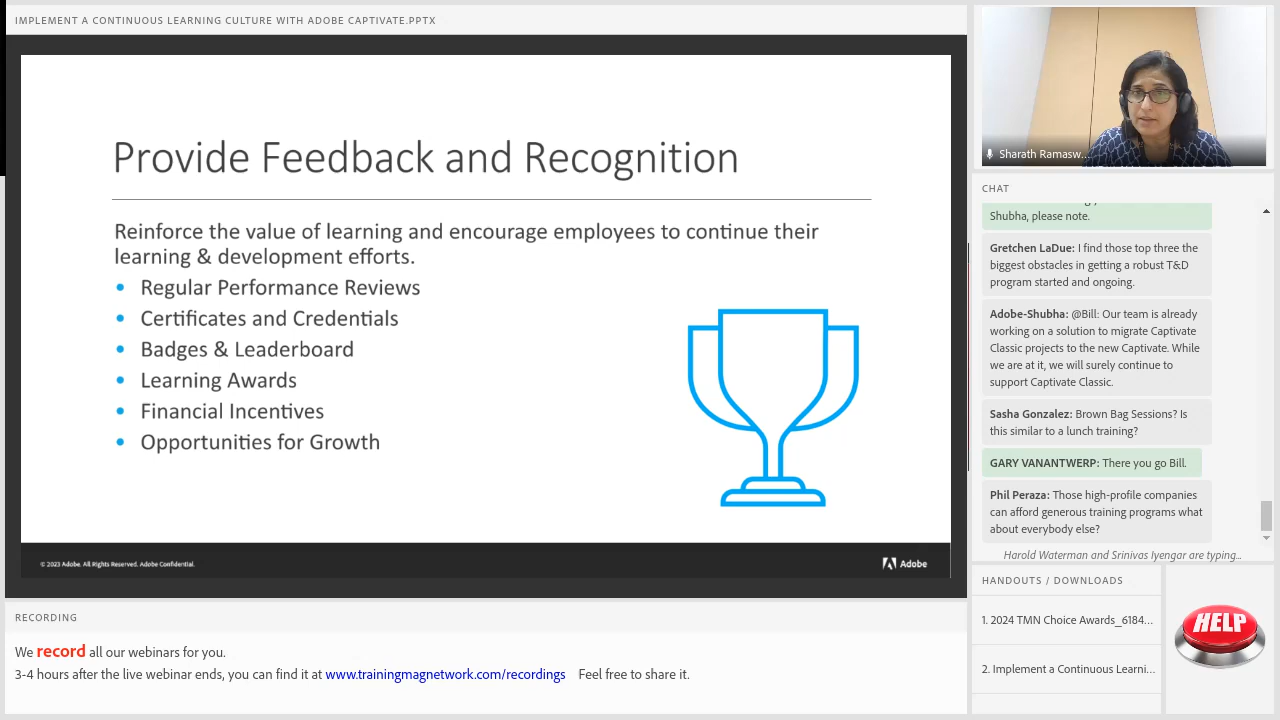 IMPLEMENT A CONTINUOUS LEARNING CULTURE WITH ADOBE CAPTIVATE.PPTX
Provide Feedback and Recognition
Reinforce the value of learning and encourage employees to continue their
learning & development efforts.
• Regular Performance Reviews
• Certificates and Credentials
• Badges & Leaderboard
• Learning Awards
• Financial Incentives
• Opportunities for Growth
© 2023 Adobe. All Rights Reserved. Adobe Confidential.
Adobe
RECORDING
We record all our webinars for you.
3-4 hours after the live webinar ends, you can find it at www.trainingmagnetwork.com/recordings Feel free to share it.
Sharath Ramasw...
CHAT
Shubha, please note.
Gretchen LaDue: I find those top three the
biggest obstacles in getting a robust T&D
program started and ongoing.
Adobe-Shubha: @Bill: Our team is already
working on a solution to migrate Captivate
Classic projects to the new Captivate. While
we are at it, we will surely continue to
support Captivate Classic.
Sasha Gonzalez: Brown Bag Sessions? Is
this similar to a lunch training?
GARY VANANTWERP: There you go Bill.
Phil Peraza: Those high-profile companies
can afford generous training programs what
about everybody else?
Harold Waterman and Srinivas Iyengar are typing...
HANDOUTS / DOWNLOADS
1. 2024 TMN Choice Awards_6184...
2. Implement a Continuous Learni...
HELP